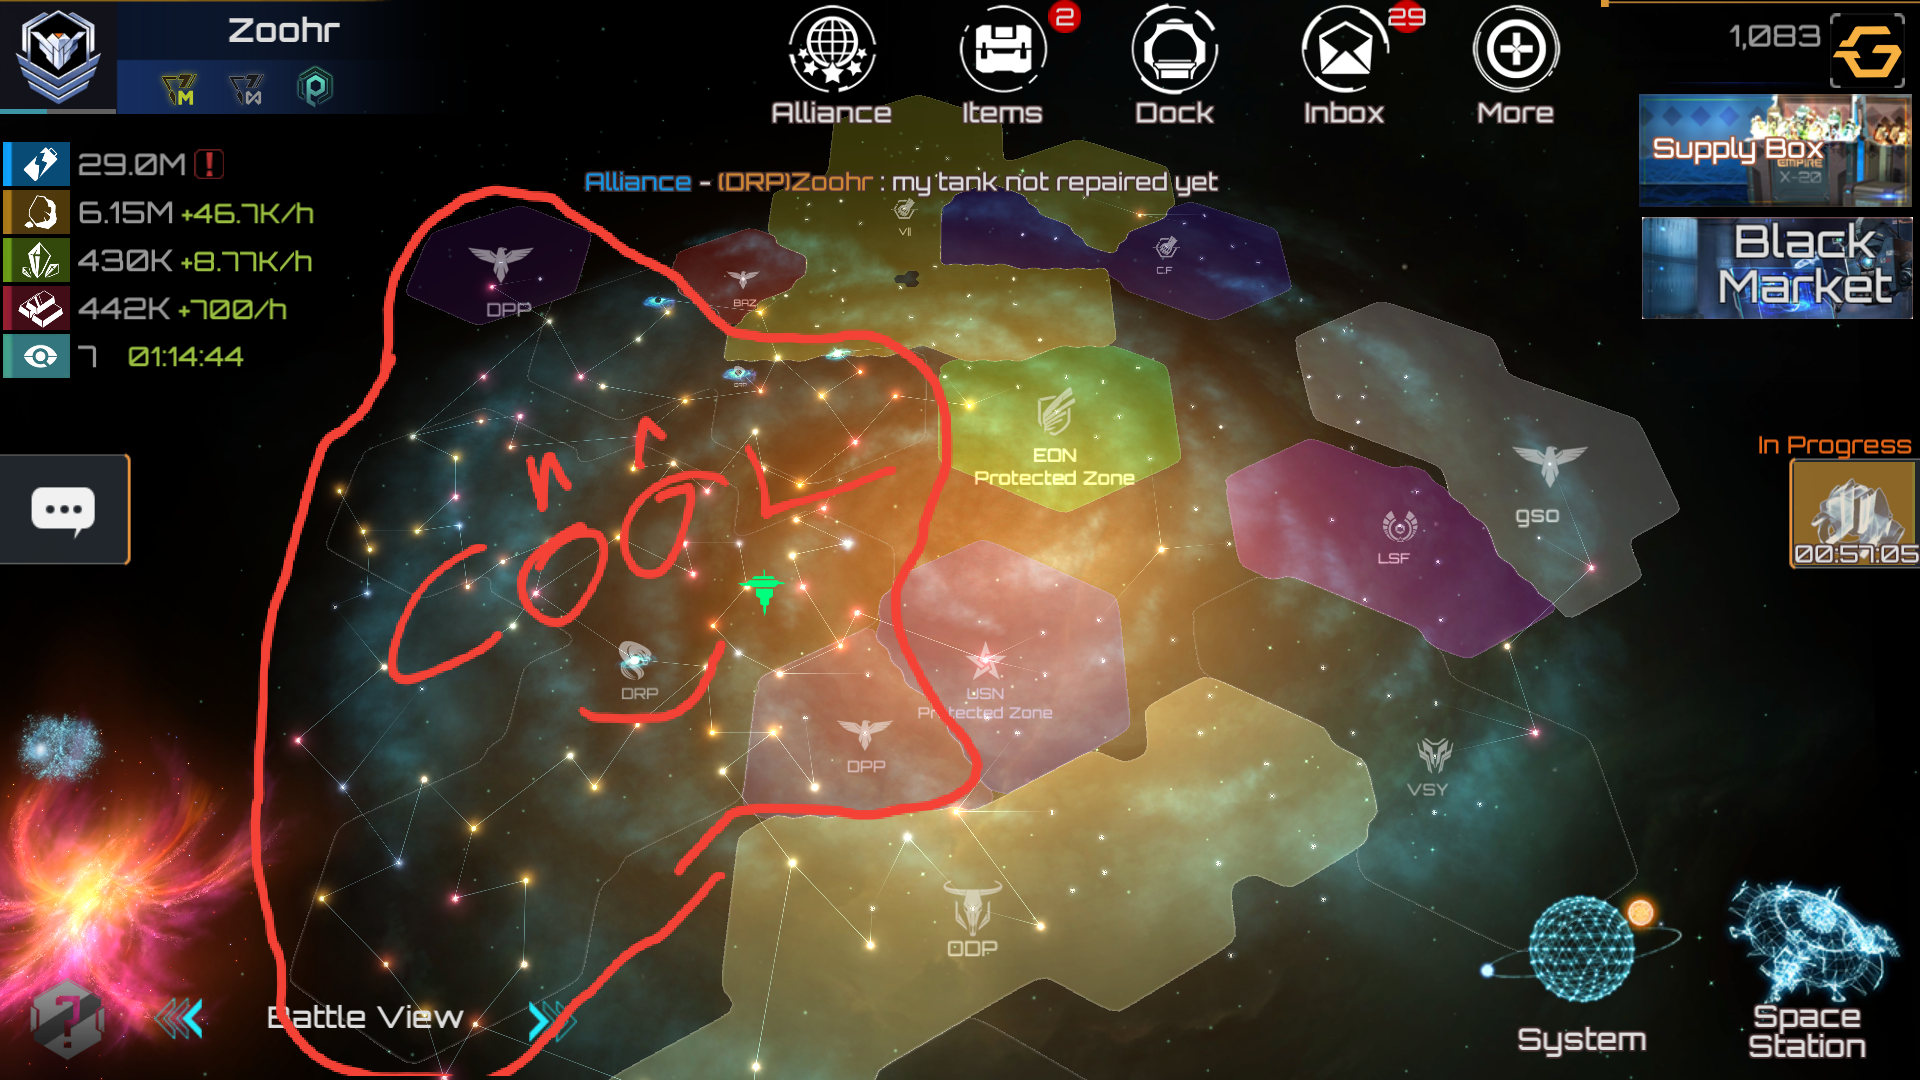 Zoohr
M
Alliance
Items
2
Dock
Inbox
29
More
1,083
29.0M !
6.15M +46.7K/h
430K +8.77K/h
442K +700/h
7 01:14:44
Alliance - (DRP)Zoohr : my tank not repaired yet
Supply Box
EMPIRE
X-20
Black
Market
In Progress
00:57:05
VII
C.F
DPP
BAZ
EON
Protected Zone
gso
LSF
n
COOL
DRP
USN
Protected Zone
DPP
VSY
ODP
?
Battle View
System
Space
Station